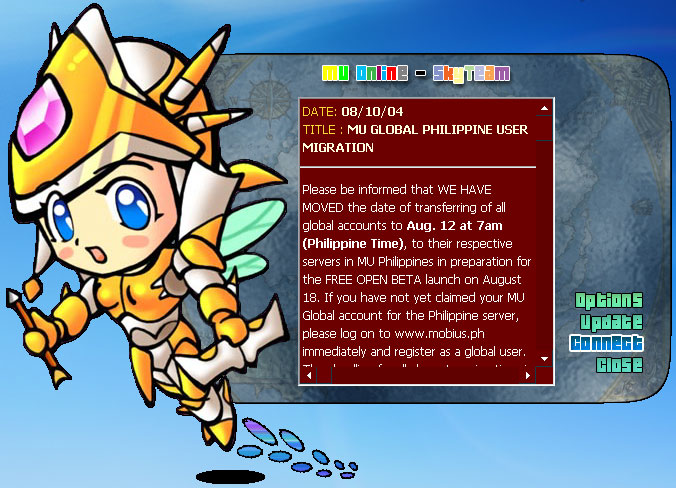 MU Online - SkyTeam
DATE: 08/10/04
TITLE : MU GLOBAL PHILIPPINE USER
MIGRATION
Please be informed that WE HAVE
MOVED the date of transferring of all
global accounts to Aug. 12 at 7am
(Philippine Time), to their respective
servers in MU Philippines in preparation for
the FREE OPEN BETA launch on August
18. If you have not yet claimed your MU
Global account for the Philippine server,
please log on to www.mobius.ph
immediately and register as a global user.
Options
Update
Connect
Close